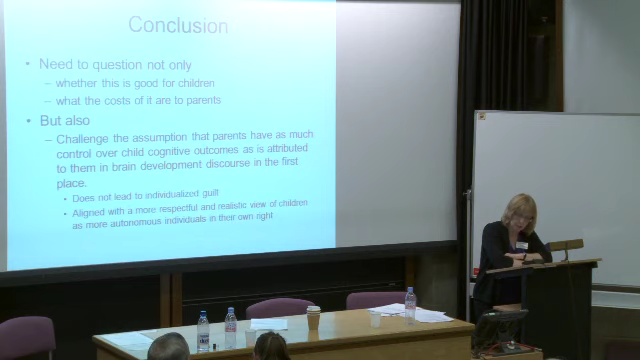 Conclusion
• Need to question not only
– whether this is good for children
– what the costs of it are to parents
• But also
– Challenge the assumption that parents have as much
control over child cognitive outcomes as is attributed
to them in brain development discourse in the first
place.
• Does not lead to individualized guilt
• Aligned with a more respectful and realistic view of children
as more autonomous individuals in their own right